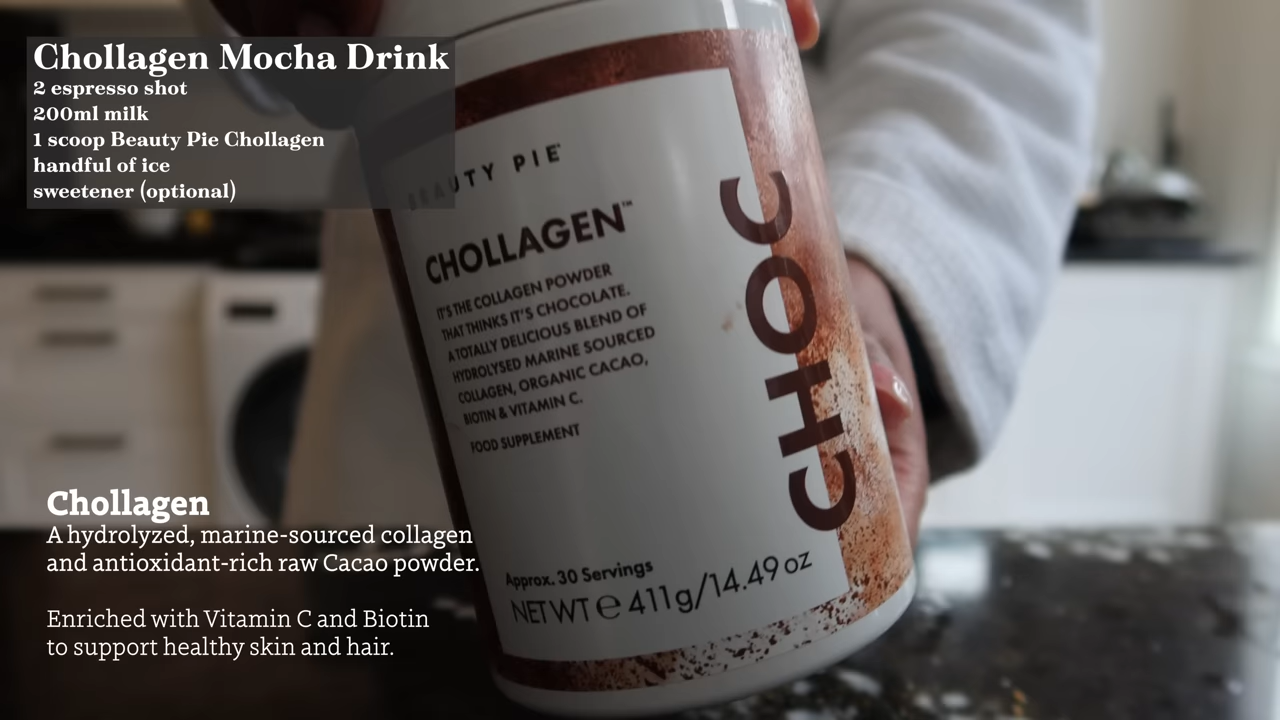 Chollagen Mocha Drink
2 espresso shot
200ml milk
1 scoop Beauty Pie Chollagen
handful of ice
sweetener (optional)
BEAUTY PIE
CHOLLAGEN™
IT'S THE COLLAGEN POWDER
THAT THINKS IT'S CHOCOLATE.
A TOTALLY DELICIOUS BLEND OF
HYDROLYSED MARINE SOURCED
COLLAGEN, ORGANIC CACAO,
BIOTIN & VITAMIN C.
FOOD SUPPLEMENT
CHOC
Approx. 30 Servings
NET WT ℮ 411g/14.49 oz
Chollagen
A hydrolyzed, marine-sourced collagen
and antioxidant-rich raw Cacao powder.
Enriched with Vitamin C and Biotin
to support healthy skin and hair.